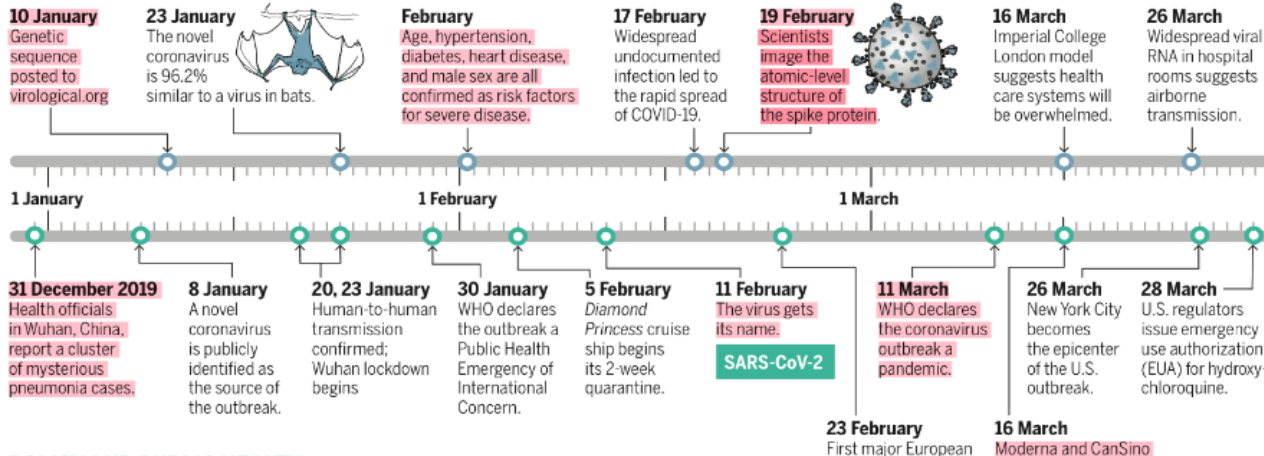 10 January
Genetic
sequence
posted to
virological.org
23 January
The novel
coronavirus
is 96.2%
similar to a virus in bats.
February
Age, hypertension,
diabetes, heart disease,
and male sex are all
confirmed as risk factors
for severe disease.
17 February
Widespread
undocumented
infection led to
the rapid spread
of COVID-19.
19 February
Scientists
image the
atomic-level
structure of
the spike protein.
16 March
Imperial College
London model
suggests health
care systems will
be overwhelmed.
26 March
Widespread viral
RNA in hospital
rooms suggests
airborne
transmission.
1 January
1 February
1 March
31 December 2019
Health officials
in Wuhan, China,
report a cluster
of mysterious
pneumonia cases.
8 January
A novel
coronavirus
is publicly
identified as
the source of
the outbreak.
20, 23 January
Human-to-human
transmission
confirmed;
Wuhan lockdown
begins
30 January
WHO declares
the outbreak a
Public Health
Emergency of
International
Concern.
5 February
Diamond
Princess cruise
ship begins
its 2-week
quarantine.
11 February
The virus gets
its name.
SARS-CoV-2
11 March
WHO declares
the coronavirus
outbreak a
pandemic.
26 March
New York City
becomes
the epicenter
of the U.S.
outbreak.
28 March
U.S. regulators
issue emergency
use authorization
(EUA) for hydroxy-
chloroquine.
23 February
First major European
16 March
Moderna and CanSino